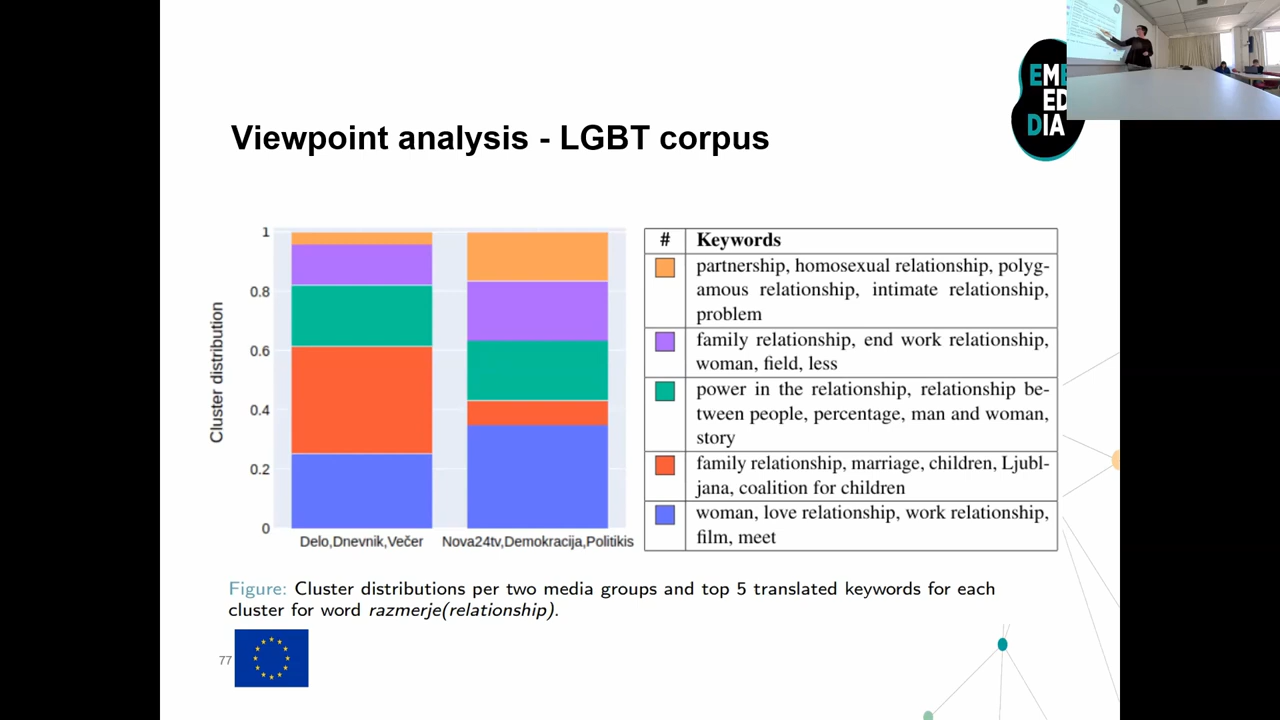 EME
ED
DIA
Viewpoint analysis - LGBT corpus
1
0.8
0.6
0.4
0.2
0
Cluster distribution
Delo,Dnevnik,Večer
Nova24tv,Demokracija,Politikis
# Keywords
partnership, homosexual relationship, polyg-
amous relationship, intimate relationship,
problem
family relationship, end work relationship,
woman, field, less
power in the relationship, relationship be-
tween people, percentage, man and woman,
story
family relationship, marriage, children, Ljubl-
jana, coalition for children
woman, love relationship, work relationship,
film, meet
Figure: Cluster distributions per two media groups and top 5 translated keywords for each
cluster for word razmerje(relationship).
77